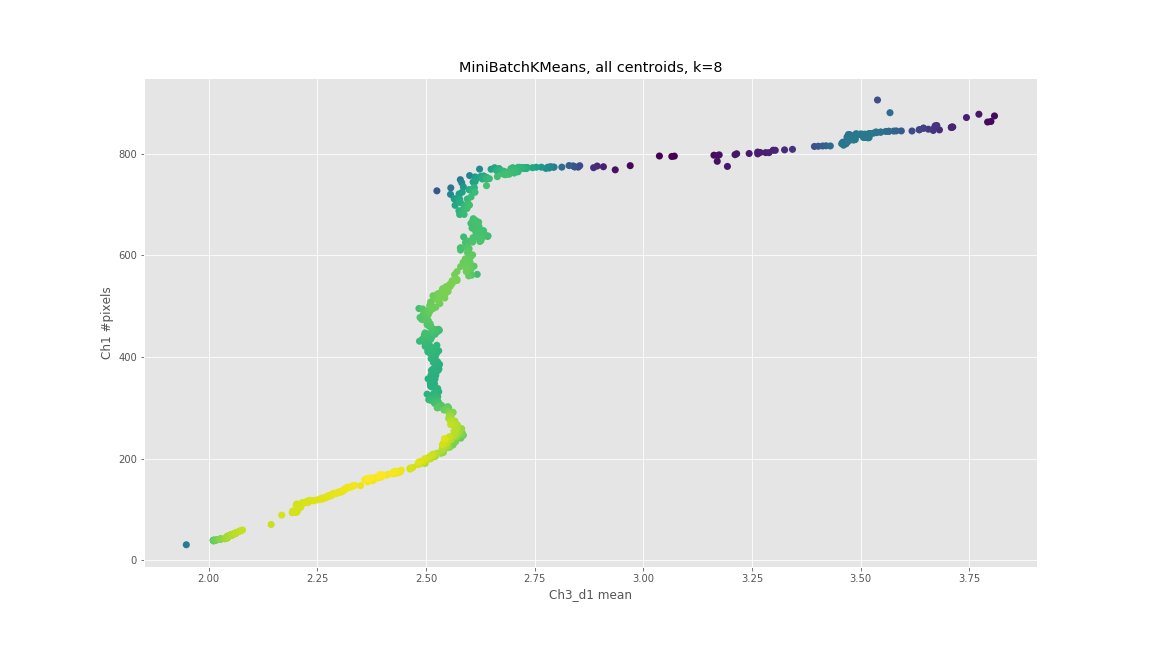 MiniBatchKMeans, all centroids, k=8
Ch1 #pixels
800
600
400
200
0
2.00 2.25 2.50 2.75 3.00 3.25 3.50 3.75
Ch3_d1 mean